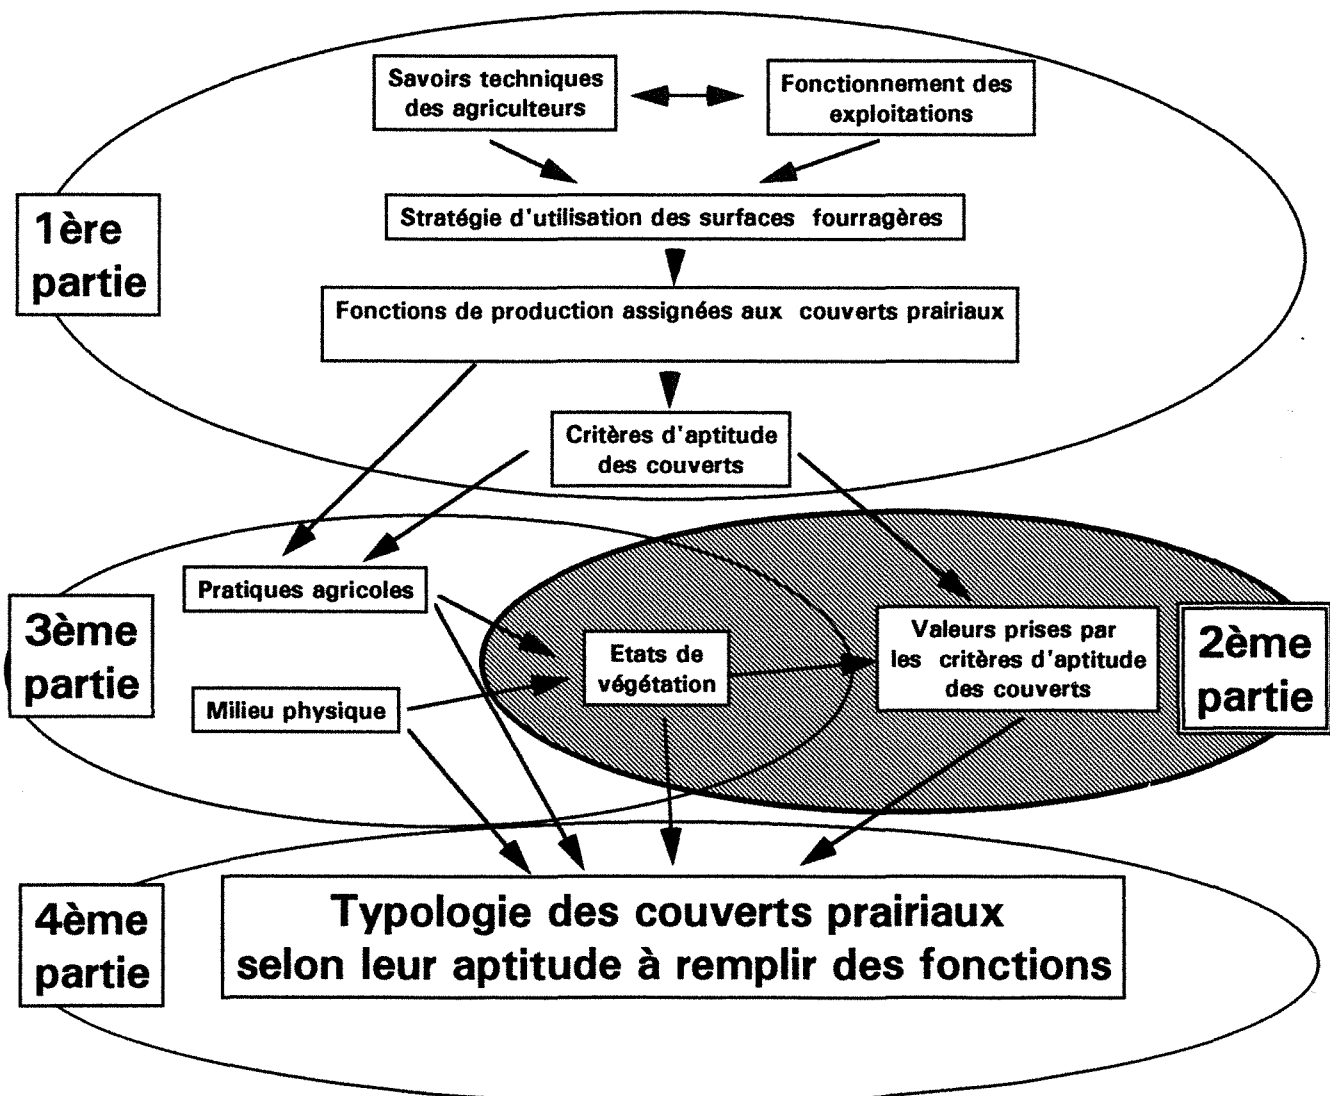 Savoirs techniques
des agriculteurs
Fonctionnement des
exploitations
1ère
partie
Stratégie d'utilisation des surfaces fourragères
Fonctions de production assignées aux couverts prairiaux
Critères d'aptitude
des couverts
Pratiques agricoles
3ème
partie
Milieu physique
Etats de
végétation
Valeurs prises par
les critères d'aptitude
des couverts
2ème
partie
4ème
partie
Typologie des couverts prairiaux
selon leur aptitude à remplir des fonctions